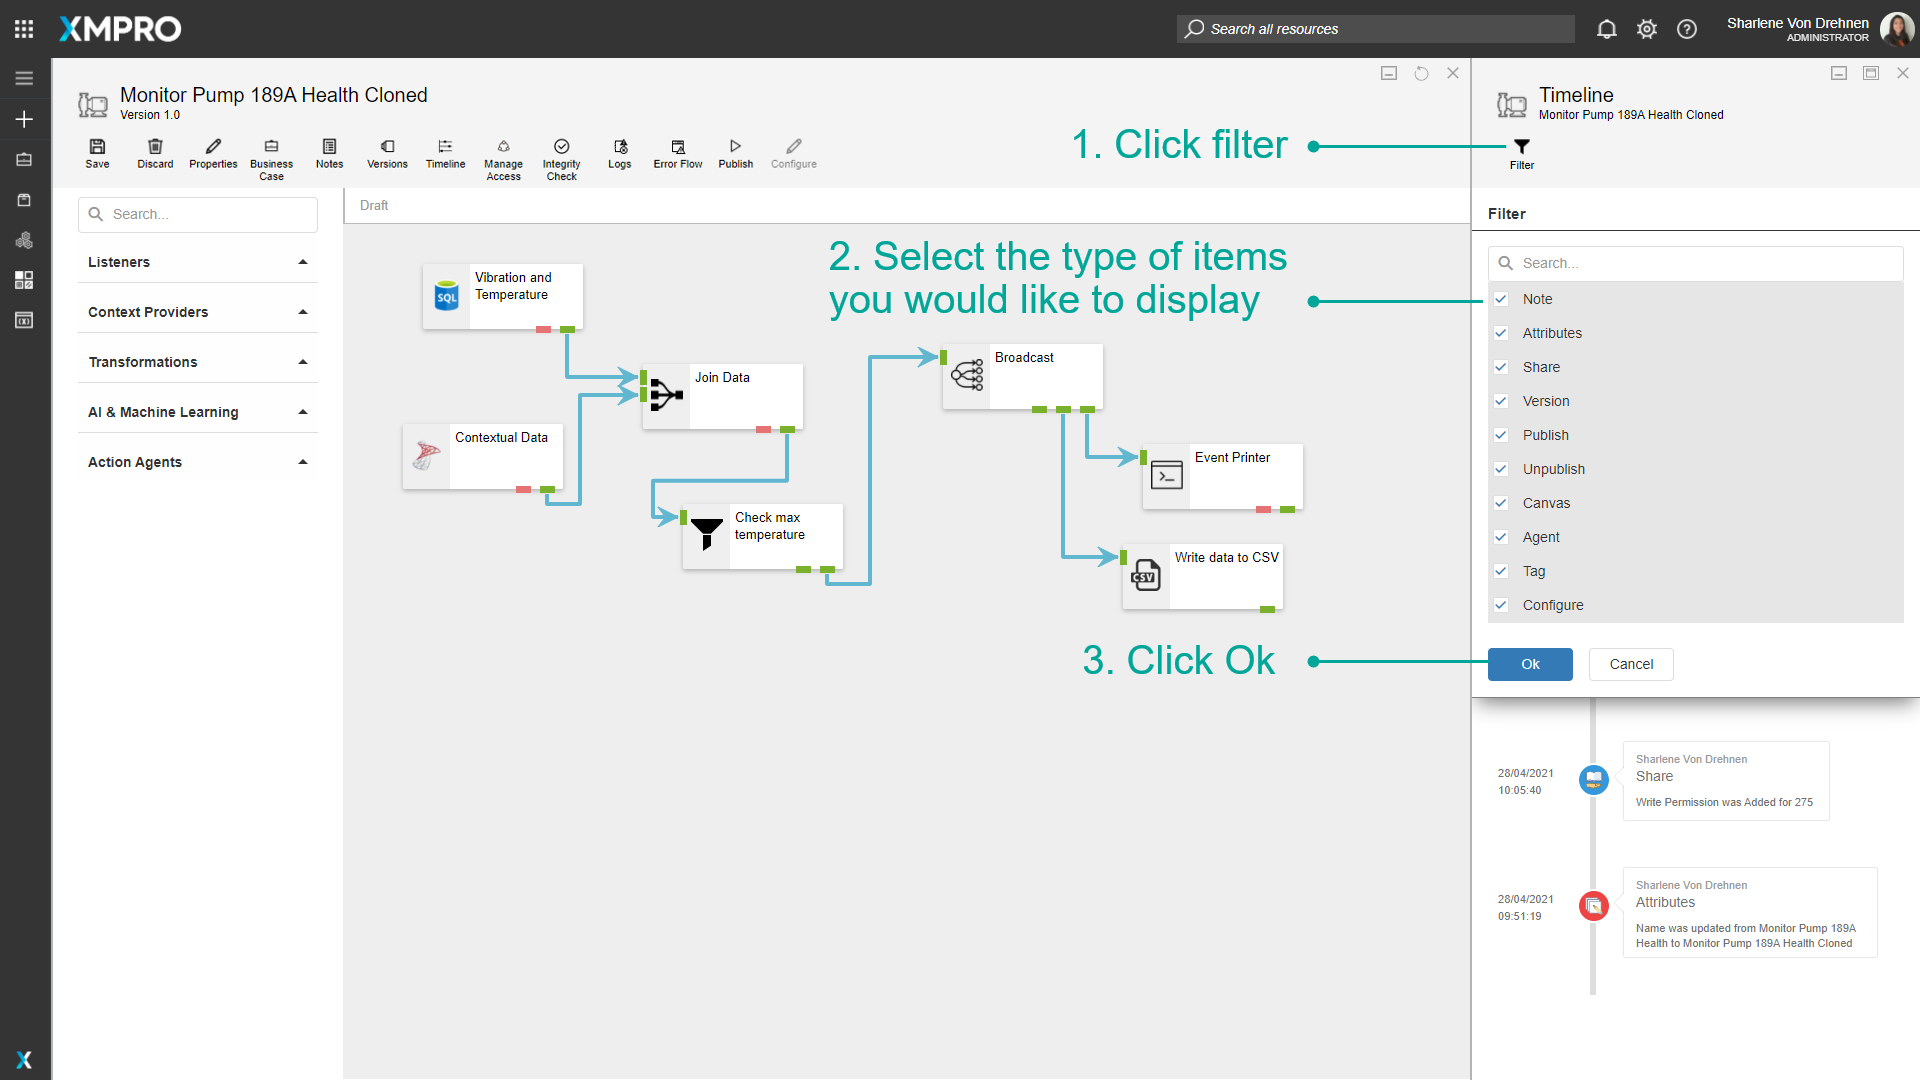 XMPRO
Search all resources
Sharlene Von Drehnen
ADMINISTRATOR
Monitor Pump 189A Health Cloned
Version 1.0
Save
Discard
Properties
Business
Case
Notes
Versions
Timeline
Manage
Access
Integrity
Check
Logs
Error Flow
Publish
Configure
Search...
Listeners
Context Providers
Transformations
AI & Machine Learning
Action Agents
Draft
Vibration and
Temperature
SQL
Join Data
Contextual Data
Check max
temperature
Broadcast
Event Printer
Write data to CSV
CSV
1. Click filter
2. Select the type of items
you would like to display
3. Click Ok
Timeline
Monitor Pump 189A Health Cloned
Filter
Filter
Search...
Note
Attributes
Share
Version
Publish
Unpublish
Canvas
Agent
Tag
Configure
Ok
Cancel
28/04/2021
10:05:40
Sharlene Von Drehnen
Share
Write Permission was Added for 275
28/04/2021
09:51:19
Sharlene Von Drehnen
Attributes
Name was updated from Monitor Pump 189A
Health to Monitor Pump 189A Health Cloned
X